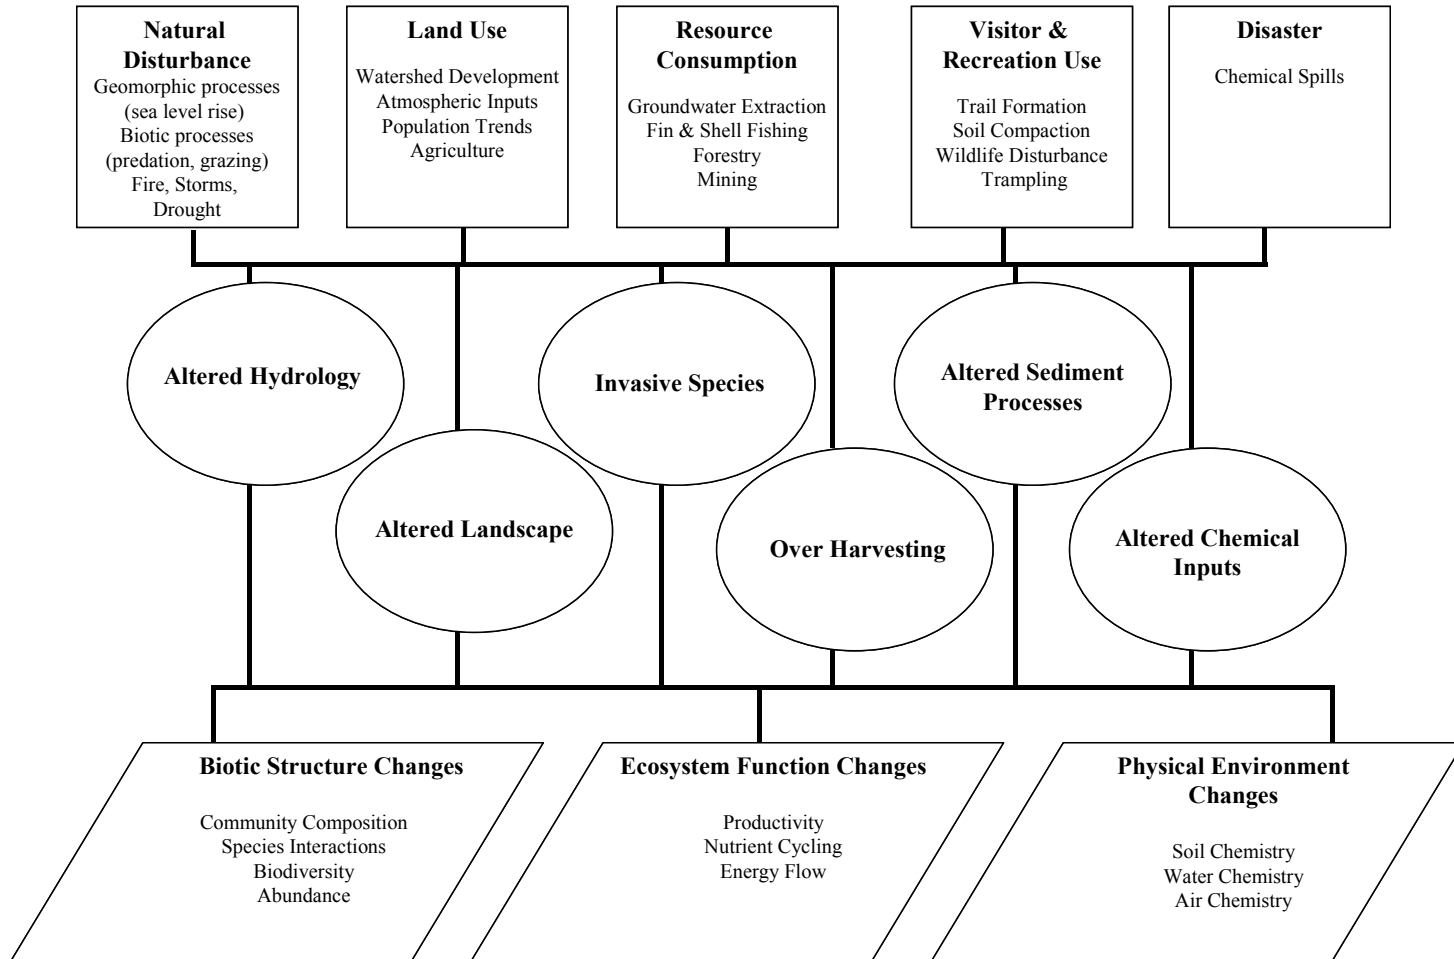 Natural
Disturbance
Geomorphic processes
(sea level rise)
Biotic processes
(predation, grazing)
Fire, Storms,
Drought
Land Use
Watershed Development
Atmospheric Inputs
Population Trends
Agriculture
Resource
Consumption
Groundwater Extraction
Fin & Shell Fishing
Forestry
Mining
Visitor &
Recreation Use
Trail Formation
Soil Compaction
Wildlife Disturbance
Trampling
Disaster
Chemical Spills
Altered Hydrology
Invasive Species
Altered Sediment
Processes
Altered Landscape
Over Harvesting
Altered Chemical
Inputs
Biotic Structure Changes
Community Composition
Species Interactions
Biodiversity
Abundance
Ecosystem Function Changes
Productivity
Nutrient Cycling
Energy Flow
Physical Environment
Changes
Soil Chemistry
Water Chemistry
Air Chemistry